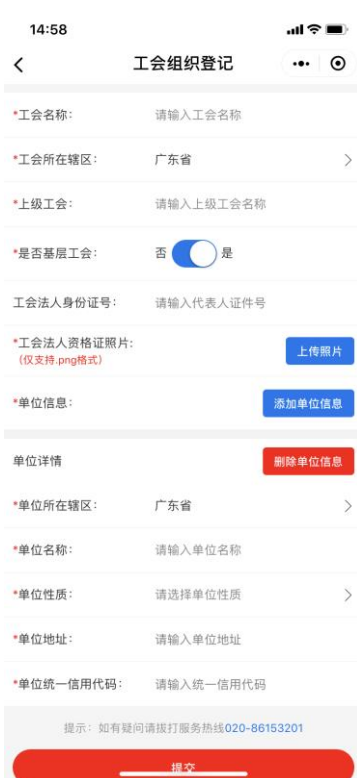 14:58
工会组织登记
*工会名称: 请输入工会名称
*工会所在辖区: 广东省
*上级工会: 请输入上级工会名称
*是否基层工会: 否 是
工会法人身份证号: 请输入代表人证件号
*工会法人资格证照片: 上传照片
(仅支持.png格式)
*单位信息: 添加单位信息
单位详情 删除单位信息
*单位所在辖区: 广东省
*单位名称: 请输入单位名称
*单位性质: 请选择单位性质
*单位地址: 请输入单位地址
*单位统一信用代码: 请输入统一信用代码
提示: 如有疑问请拔打服务热线020-86153201
提交